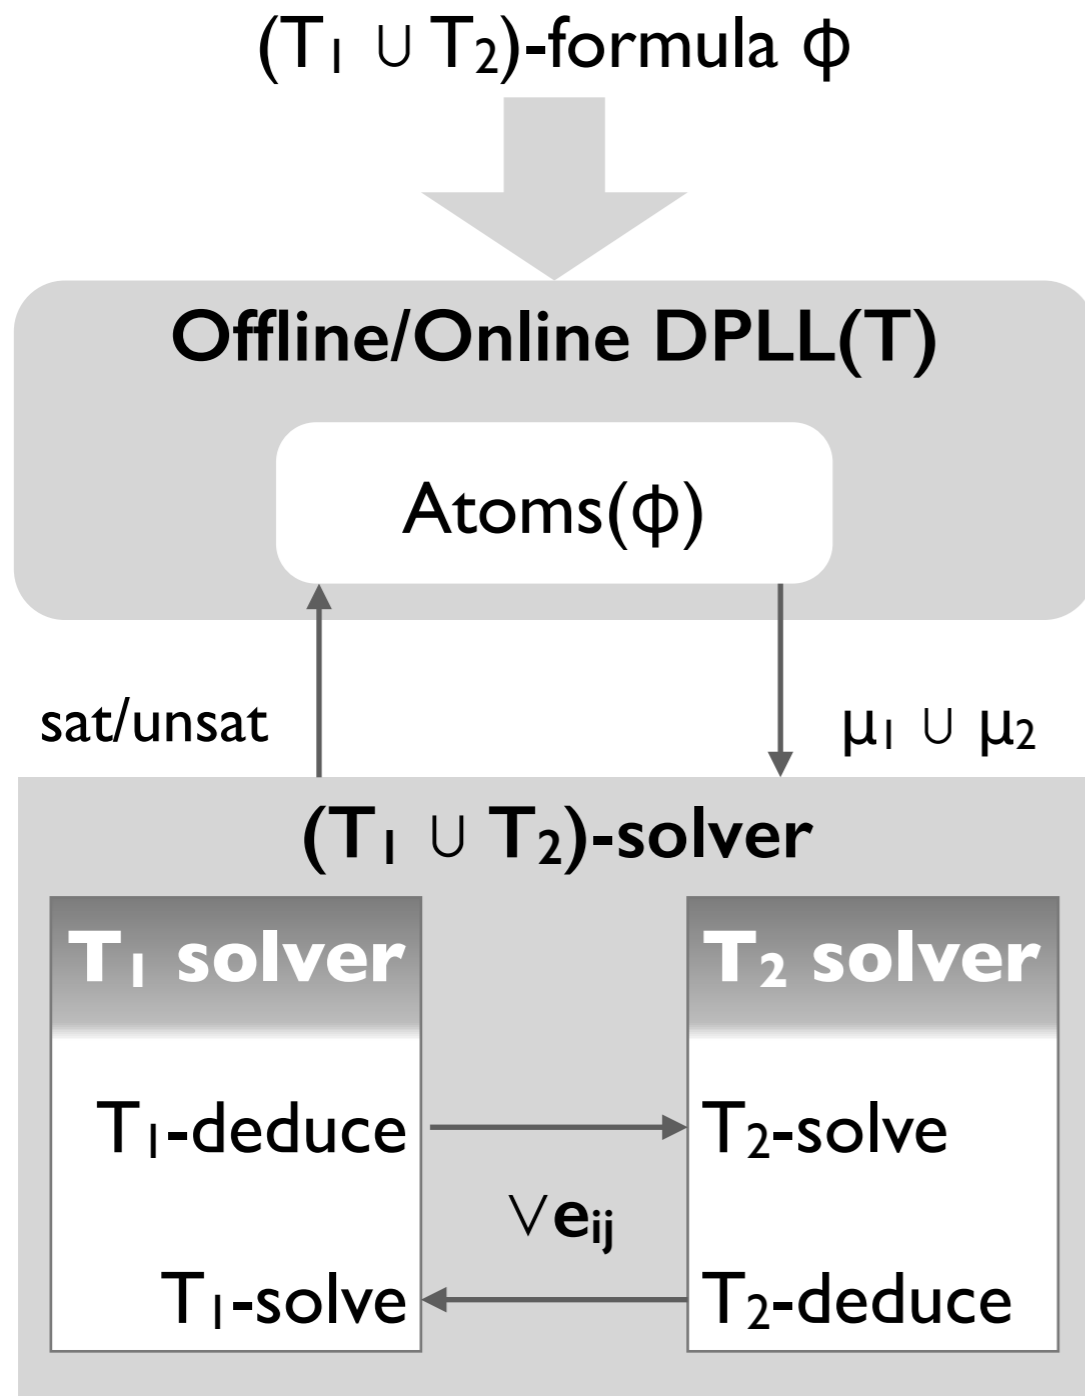 (T₁ ∪ T₂)-formula ϕ
Offline/Online DPLL(T)
Atoms(ϕ)
sat/unsat
μ₁ ∪ μ₂
(T₁ ∪ T₂)-solver
T₁ solver
T₂ solver
T₁-deduce
T₂-solve
∨eᵢⱼ
T₁-solve
T₂-deduce